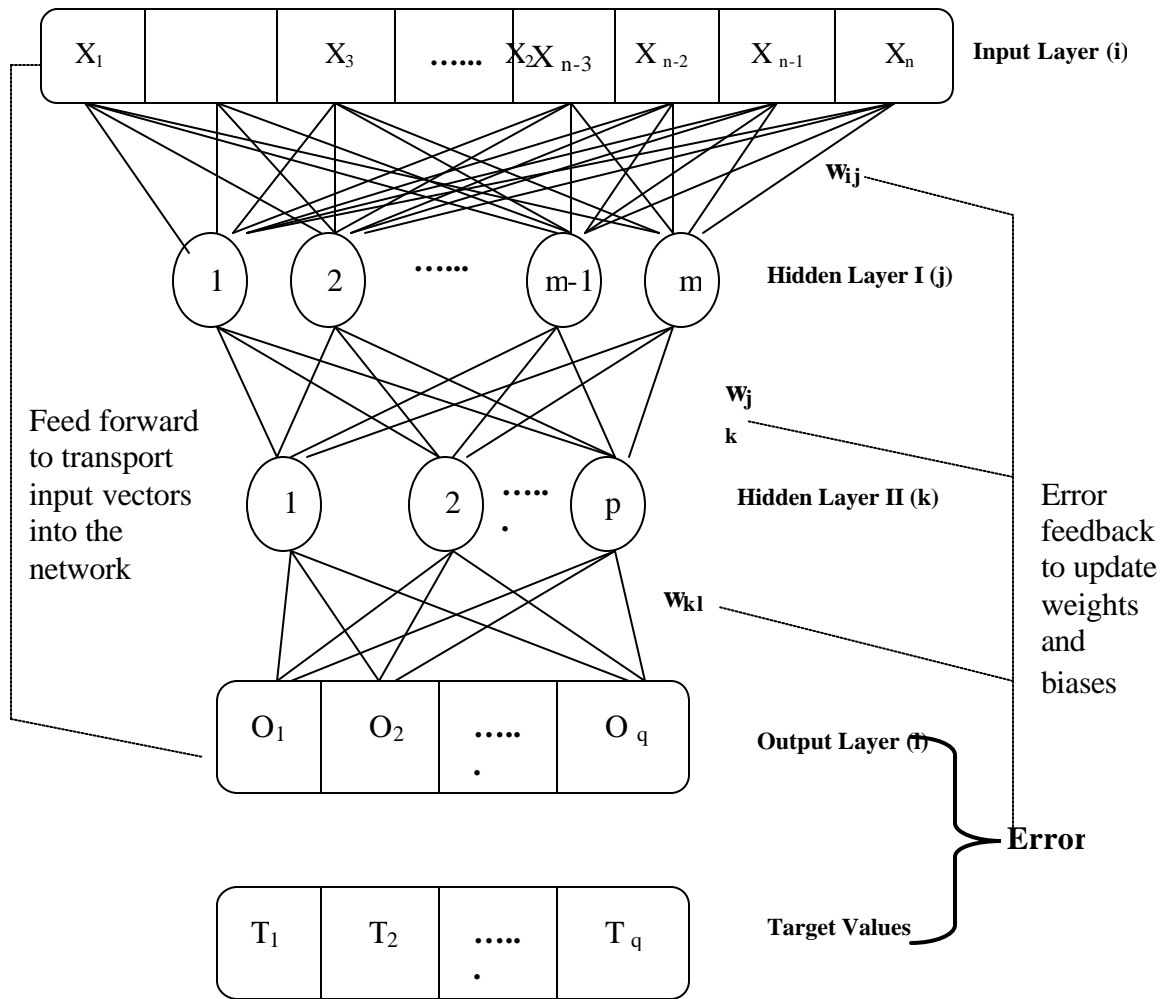 X1 X3 ...... X2 X n-3 X n-2 X n-1 Xn Input Layer (i)
wij
1 2 ...... m-1 m Hidden Layer I (j)
wj
k
Feed forward
to transport
input vectors
into the
network
1 2 ..... . p Hidden Layer II (k)
Error
feedback
to update
weights
and
biases
wkl
O1 O2 ..... . O q Output Layer (l)
Error
T1 T2 ..... . T q Target Values